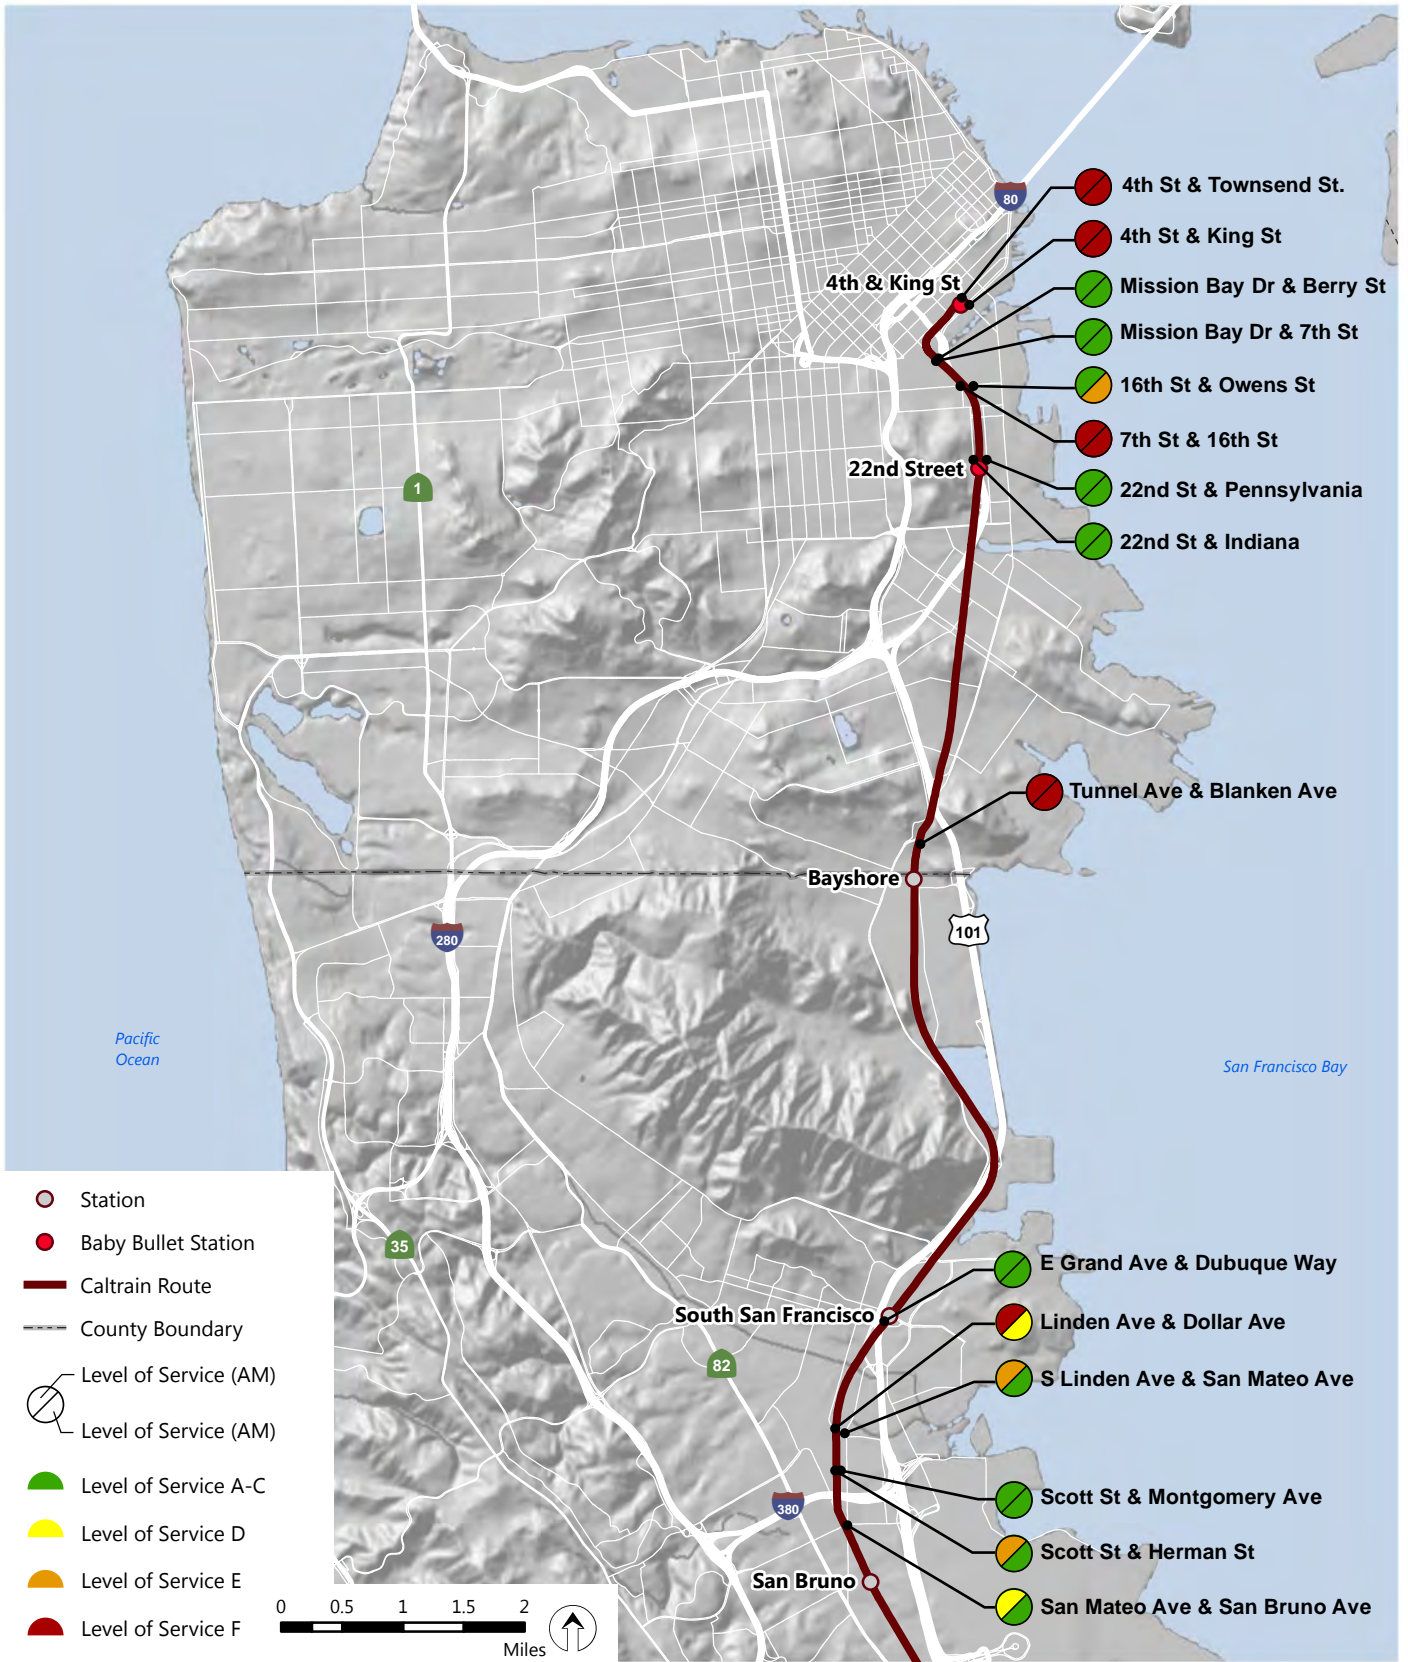 80
4th St & Townsend St.
4th St & King St
4th & King St
Mission Bay Dr & Berry St
Mission Bay Dr & 7th St
16th St & Owens St
7th St & 16th St
22nd Street
1
22nd St & Pennsylvania
22nd St & Indiana
Tunnel Ave & Blanken Ave
Bayshore
280
101
Pacific
Ocean
San Francisco Bay
Station
Baby Bullet Station
35
E Grand Ave & Dubuque Way
Caltrain Route
South San Francisco
Linden Ave & Dollar Ave
County Boundary
82
Level of Service (AM)
S Linden Ave & San Mateo Ave
Level of Service (AM)
Level of Service A-C
Scott St & Montgomery Ave
380
Level of Service D
Scott St & Herman St
Level of Service E
San Bruno
San Mateo Ave & San Bruno Ave
Level of Service F
0 0.5 1 1.5 2
Miles